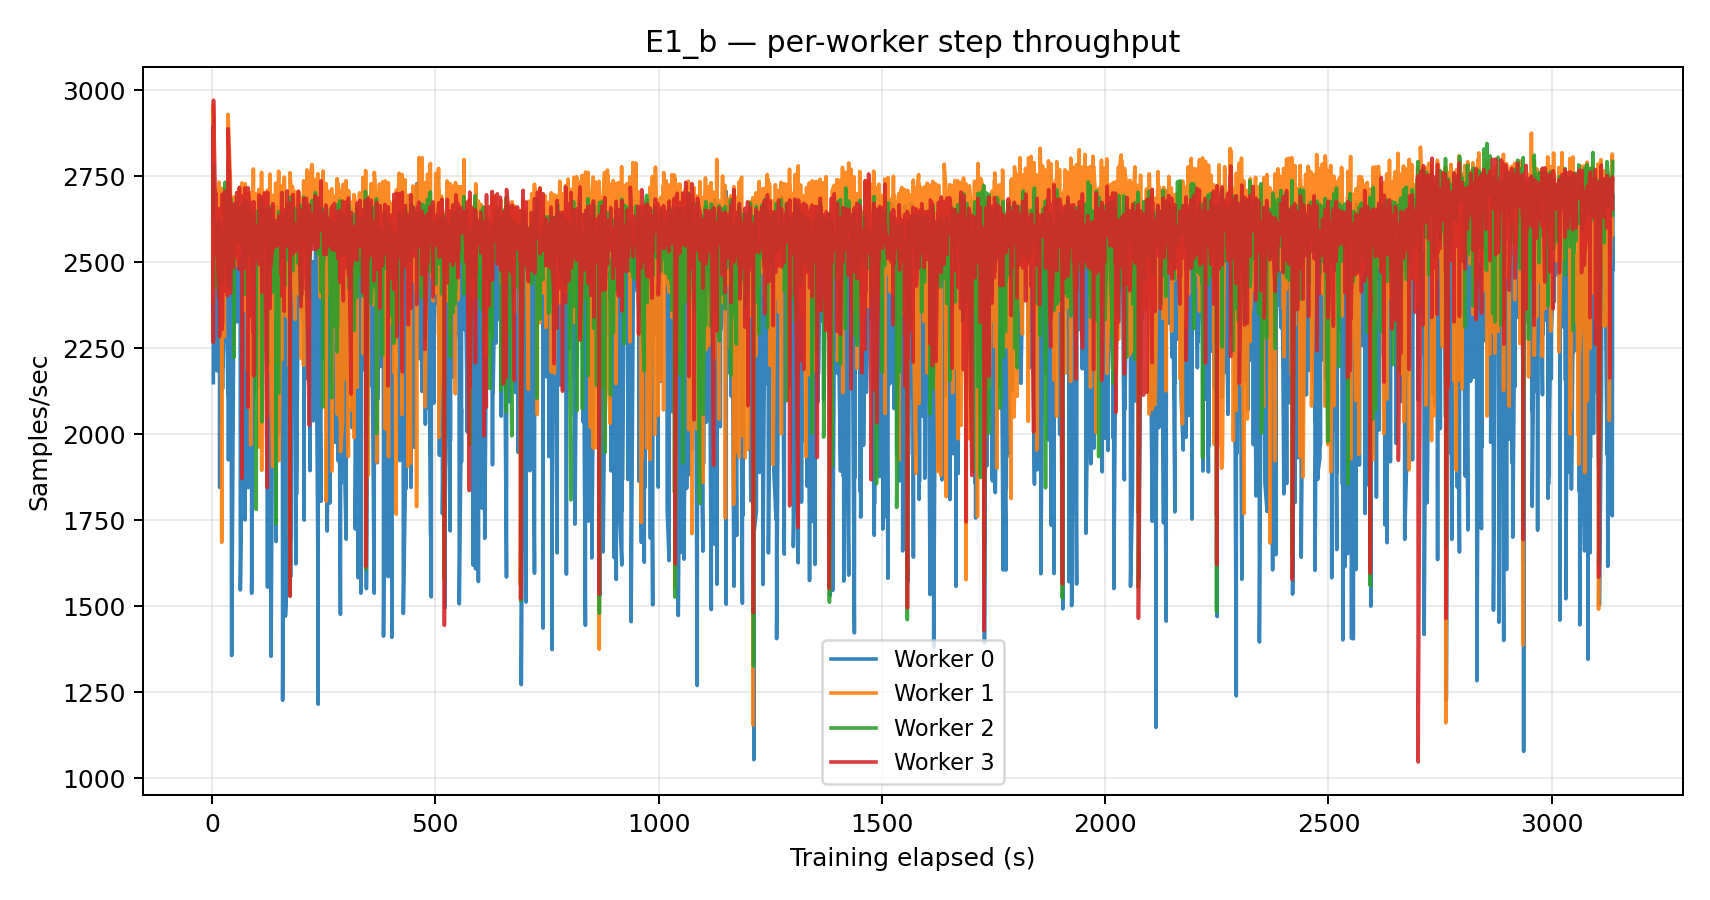 E1_b — per-worker step throughput
3000
2750
2500
2250
2000
1750
1500
1250
1000
Samples/sec
Worker 0
Worker 1
Worker 2
Worker 3
0 500 1000 1500 2000 2500 3000
Training elapsed (s)